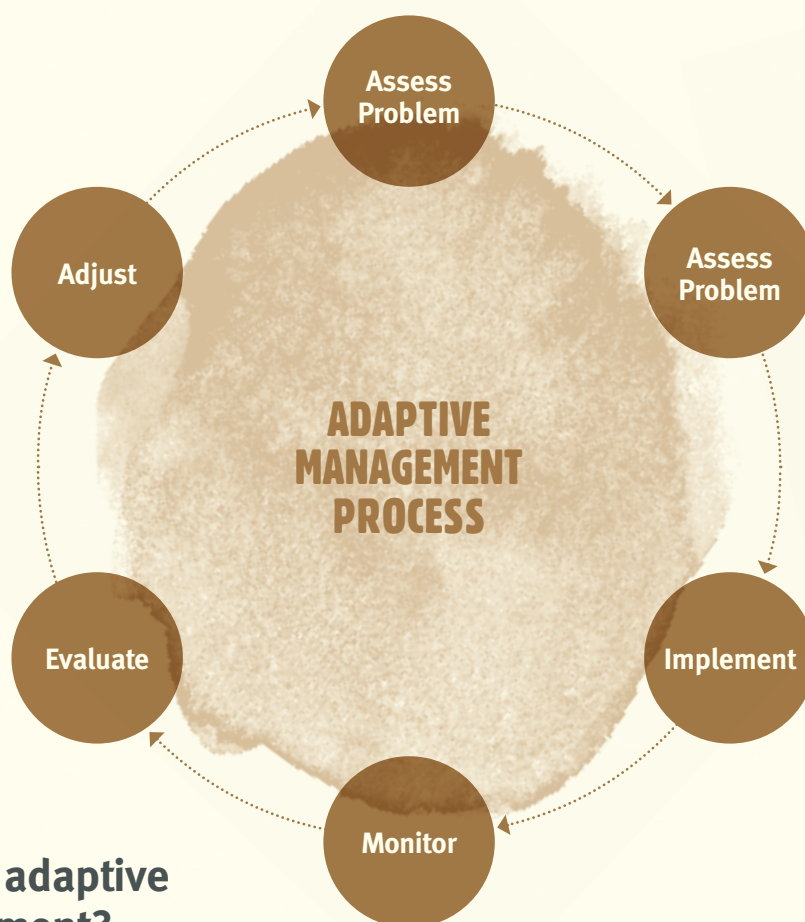 Assess
Problem
Assess
Problem
Implement
Monitor
Evaluate
Adjust
ADAPTIVE
MANAGEMENT
PROCESS
adaptive